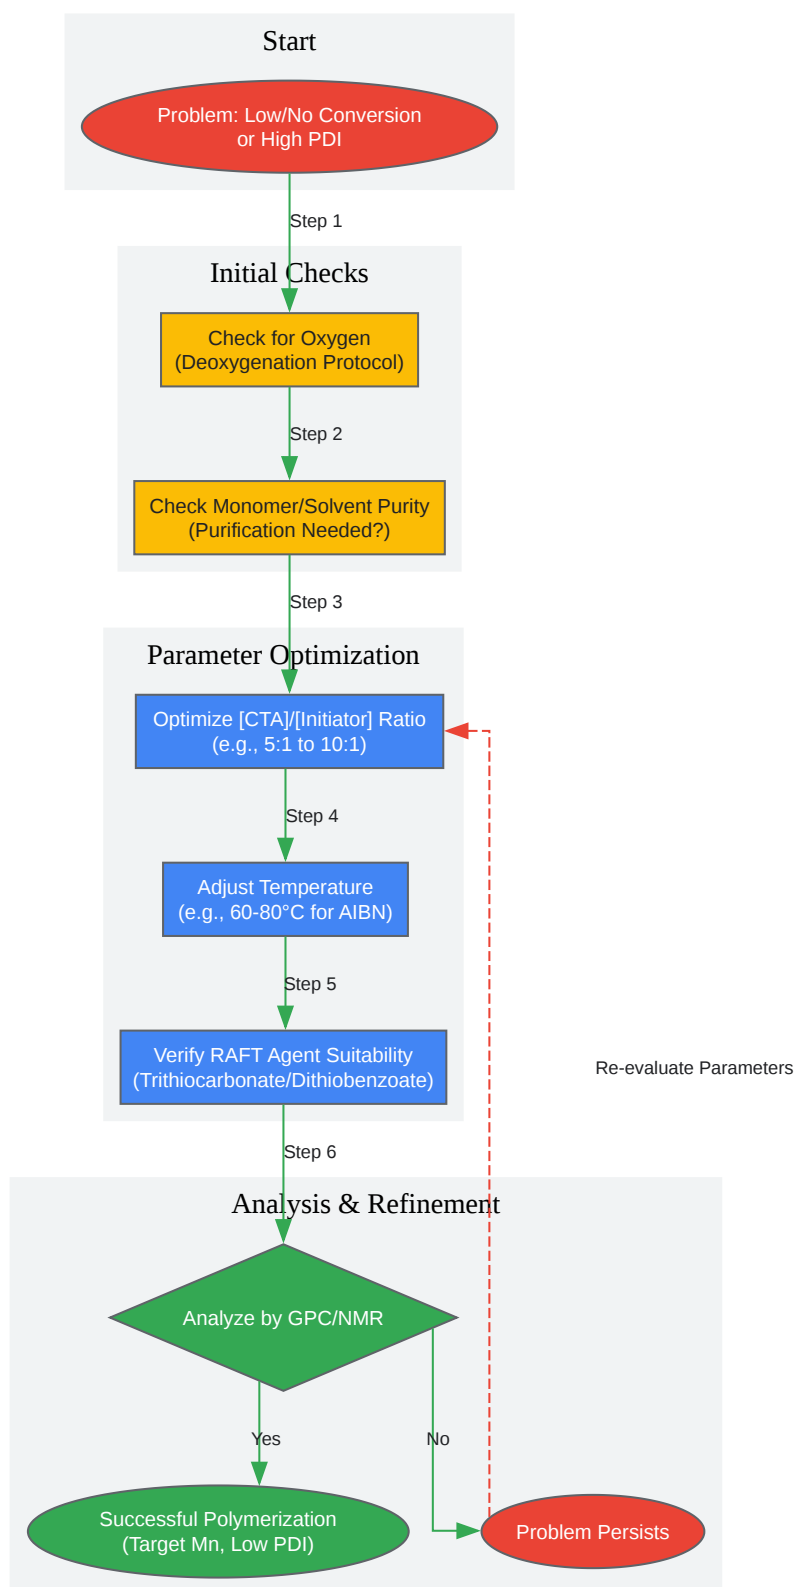 Start
Problem: Low/No Conversion
or High PDI
Step 1
Initial Checks
Check for Oxygen
(Deoxygenation Protocol)
Step 2
Check Monomer/Solvent Purity
(Purification Needed?)
Step 3
Parameter Optimization
Optimize [CTA]/[Initiator] Ratio
(e.g., 5:1 to 10:1)
Step 4
Adjust Temperature
(e.g., 60-80°C for AIBN)
Step 5
Verify RAFT Agent Suitability
(Trithiocarbonate/Dithiobenzoate)
Re-evaluate Parameters
Step 6
Analysis & Refinement
Analyze by GPC/NMR
Yes
No
Successful Polymerization
(Target Mn, Low PDI)
Problem Persists